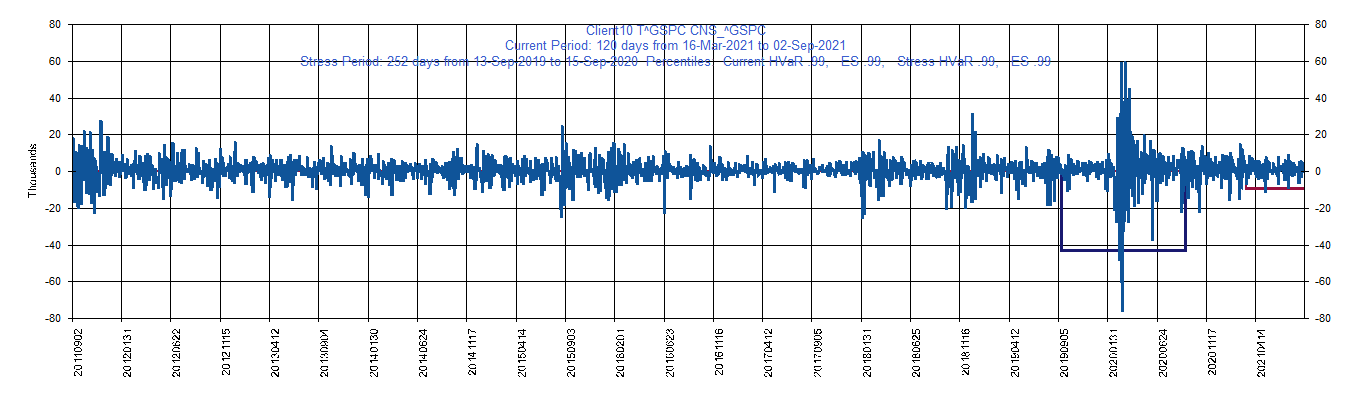 Client10 T^GSPC CNS_^GSPC
Current Period: 120 days from 16-Mar-2021 to 02-Sep-2021
Stress Period: 252 days from 13-Sep-2019 to 15-Sep-2020 Percentiles: Current HVaR .99, ES .99, Stress HVaR .99, ES .99
80 80
60 60
40 40
20 20
0 0
-20 -20
-40 -40
-60 -60
-80 -80
Thousands
20110902 20120131 20120622 20121115 20130412 20130904 20140130 20140624 20141117 20150414 20150903 20180201 20160623 20161116 20170412 20170905 20180131 20180625 20181116 20190412 20190905 20200131 20200624 20201117 20210414